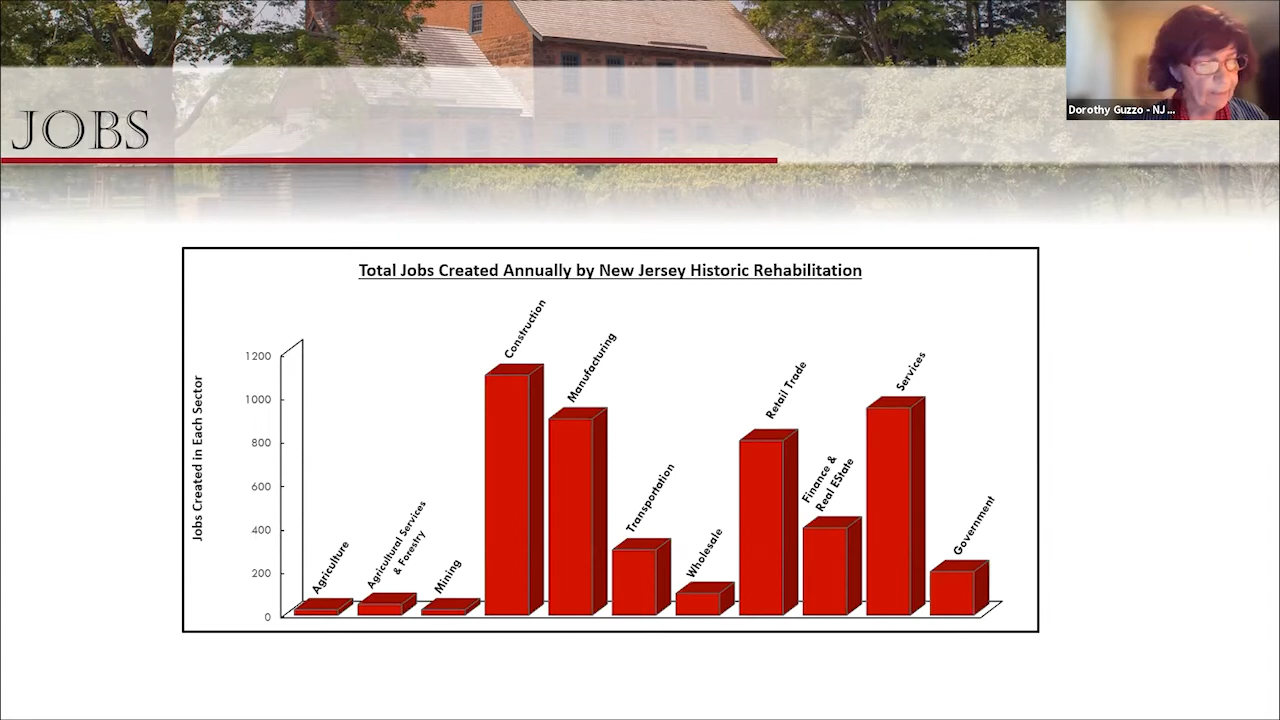 JOBS
Dorothy Guzzo - NJ ...
Total Jobs Created Annually by New Jersey Historic Rehabilitation
Jobs Created in Each Sector
1200
1000
800
600
400
200
0
Agriculture
Agricultural Services
& Forestry
Mining
Construction
Manufacturing
Transportation
Wholesale
Retail Trade
Finance &
Real EState
Services
Government